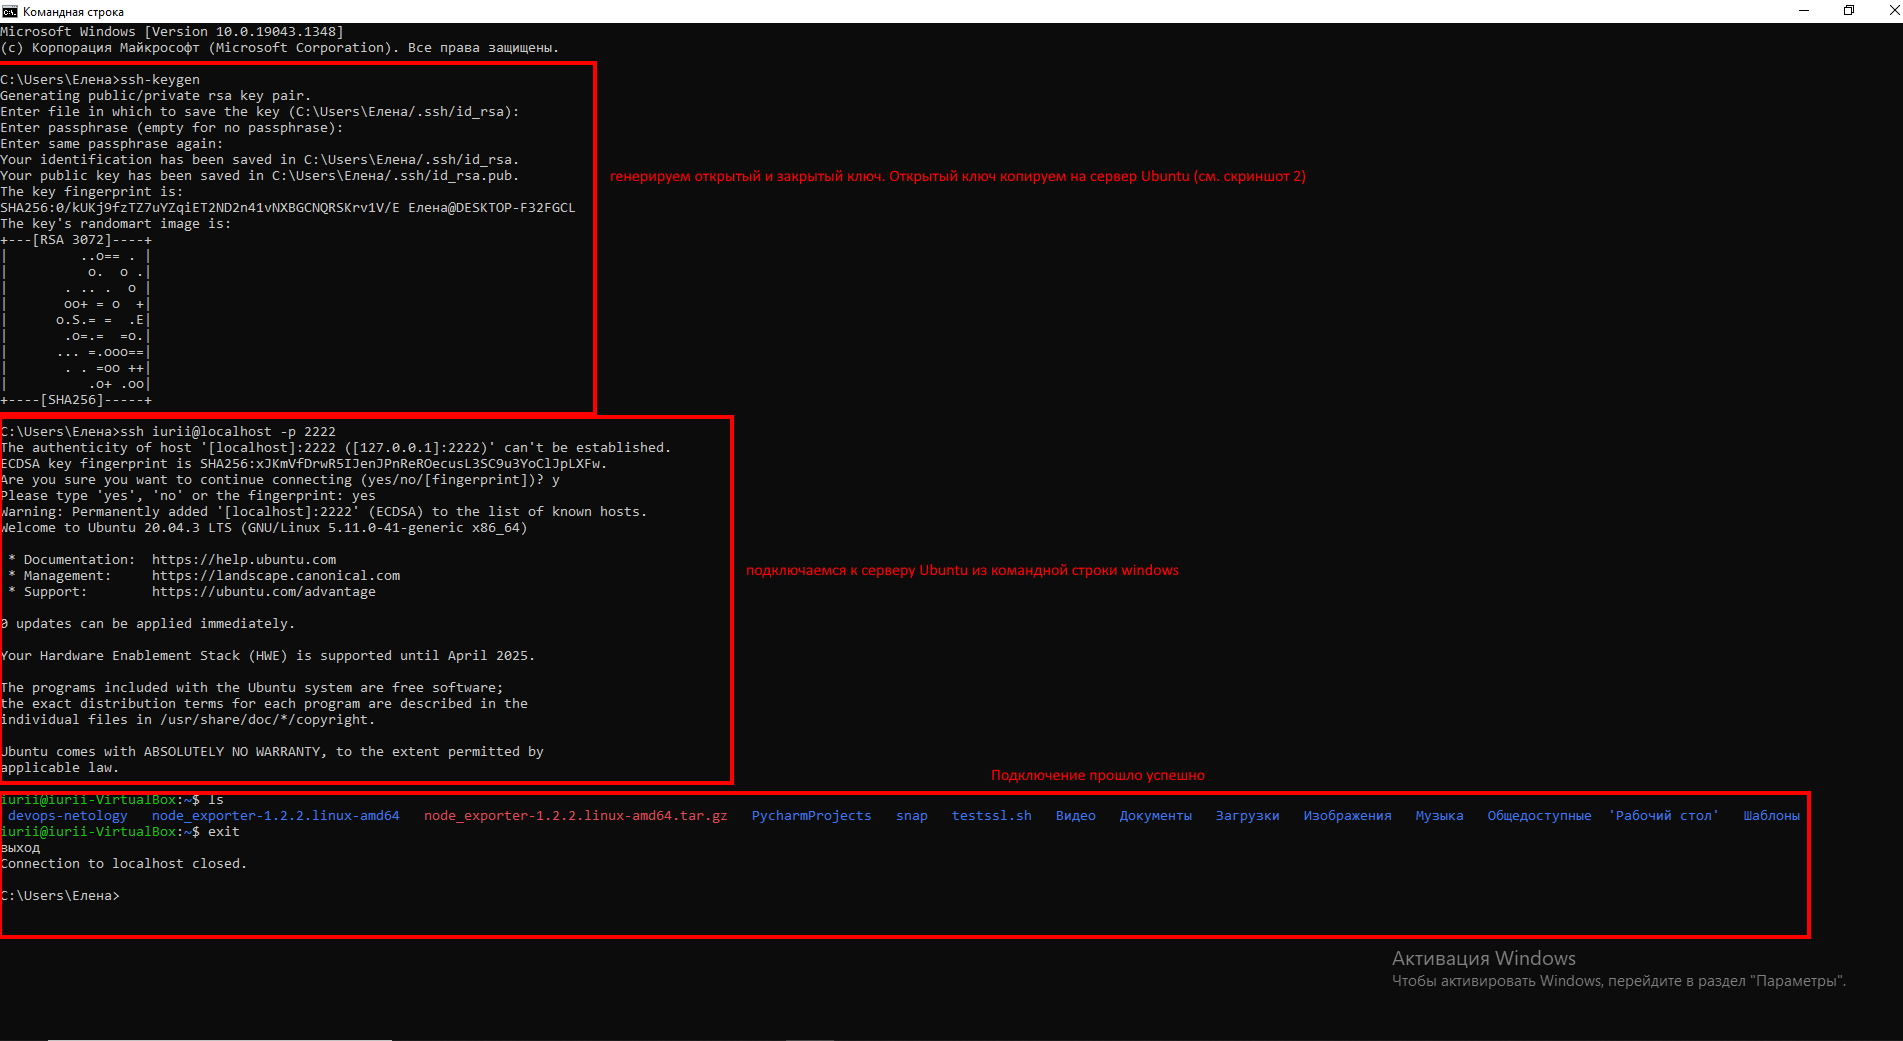 Командная строка
Microsoft Windows [Version 10.0.19043.1348]
(c) Корпорация Майкрософт (Microsoft Corporation). Все права защищены.
C:\Users\Елена>ssh-keygen
Generating public/private rsa key pair.
Enter file in which to save the key (C:\Users\Елена/.ssh/id_rsa):
Enter passphrase (empty for no passphrase):
Enter same passphrase again:
Your identification has been saved in C:\Users\Елена/.ssh/id_rsa.
Your public key has been saved in C:\Users\Елена/.ssh/id_rsa.pub.
генерируем открытый и закрытый ключ. Открытый ключ копируем на сервер Ubuntu (см. скриншот 2)
The key fingerprint is:
SHA256:0/kUKj9fzTZ7uYZqiET2ND2n41vNXBGCNQRSKrv1V/E Елена@DESKTOP-F32FGCL
The key's randomart image is:
+---[RSA 3072]----+
|         ..o== . |
|          o.  o .|
|       . .. .  o |
|       oo+ = o  +|
|      o.S.= =  .E|
|       .o=.=  =o.|
|      ... =.ooo==|
|       . . =oo ++|
|          .o+ .oo|
+----[SHA256]-----+
C:\Users\Елена>ssh iurii@localhost -p 2222
The authenticity of host '[localhost]:2222 ([127.0.0.1]:2222)' can't be established.
ECDSA key fingerprint is SHA256:xJKmVfDrwR5IJenJPnReROecusL3SC9u3YoClJpLXFw.
Are you sure you want to continue connecting (yes/no/[fingerprint])? y
Please type 'yes', 'no' or the fingerprint: yes
Warning: Permanently added '[localhost]:2222' (ECDSA) to the list of known hosts.
Welcome to Ubuntu 20.04.3 LTS (GNU/Linux 5.11.0-41-generic x86_64)
* Documentation:  https://help.ubuntu.com
* Management:     https://landscape.canonical.com
* Support:        https://ubuntu.com/advantage
подключаемся к серверу Ubuntu из командной строки windows
0 updates can be applied immediately.
Your Hardware Enablement Stack (HWE) is supported until April 2025.
The programs included with the Ubuntu system are free software;
the exact distribution terms for each program are described in the
individual files in /usr/share/doc/*/copyright.
Ubuntu comes with ABSOLUTELY NO WARRANTY, to the extent permitted by
applicable law.
Подключение прошло успешно
iurii@iurii-VirtualBox:~$ ls
devops-netology   node_exporter-1.2.2.linux-amd64   node_exporter-1.2.2.linux-amd64.tar.gz   PycharmProjects   snap   testssl.sh   Видео   Документы   Загрузки   Изображения   Музыка   Общедоступные  'Рабочий стол'   Шаблоны
iurii@iurii-VirtualBox:~$ exit
выход
Connection to localhost closed.
C:\Users\Елена>
Активация Windows
Чтобы активировать Windows, перейдите в раздел "Параметры".